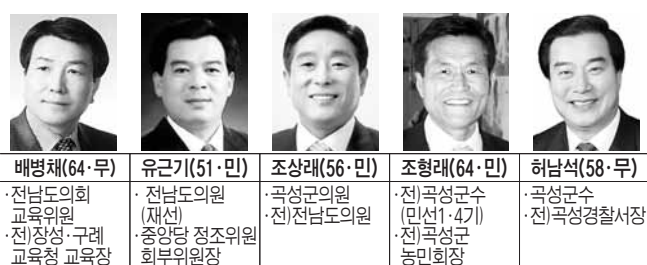 배병채(64·무)
·전남도의회
교육위원
·전)장성·구례
교육청 교육장
유근기(51·민)
·전남도의원
(재선)
·중앙당 정조위원
회부위원장
조상래(56·민)
·곡성군의원
·전)전남도의원
조형래(64·민)
·전)곡성군수
(민선1·4기)
·전)곡성군
농민회장
허남석(58·무)
·곡성군수
·전)곡성경찰서장